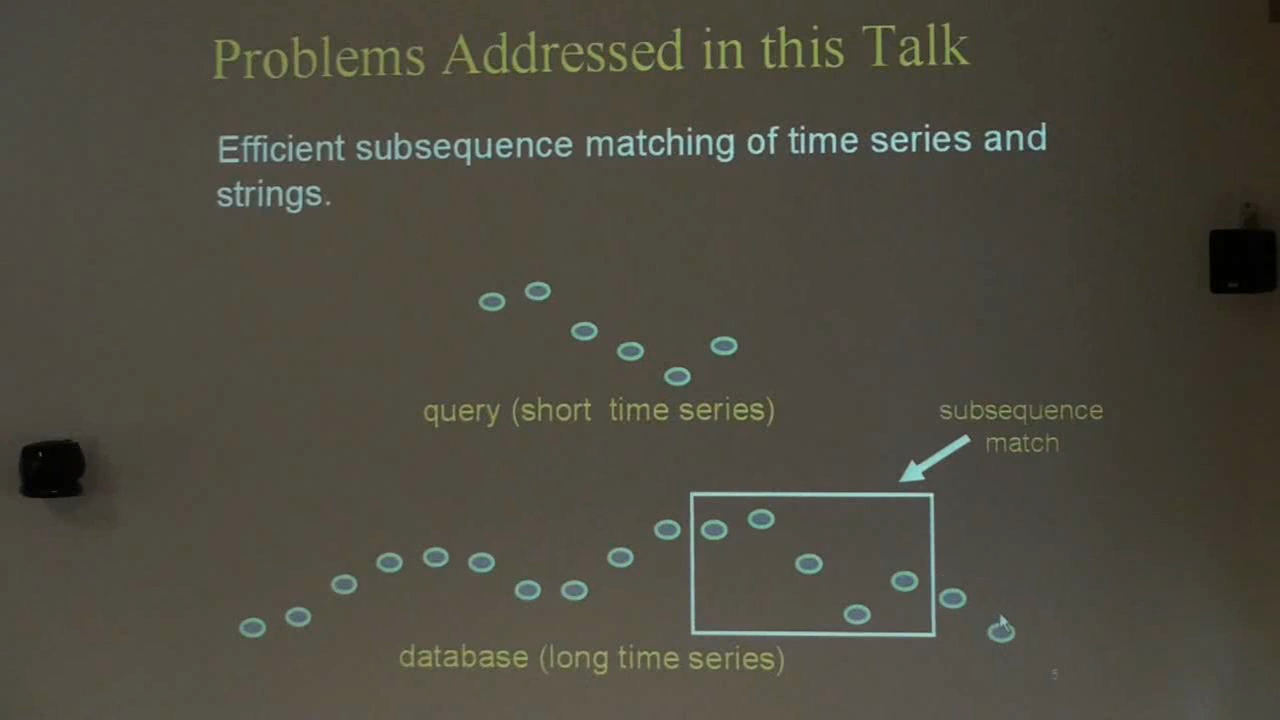 Problems Addressed in this Talk
Efficient subsequence matching of time series and
strings.
query (short time series)
subsequence
match
database (long time series)
5